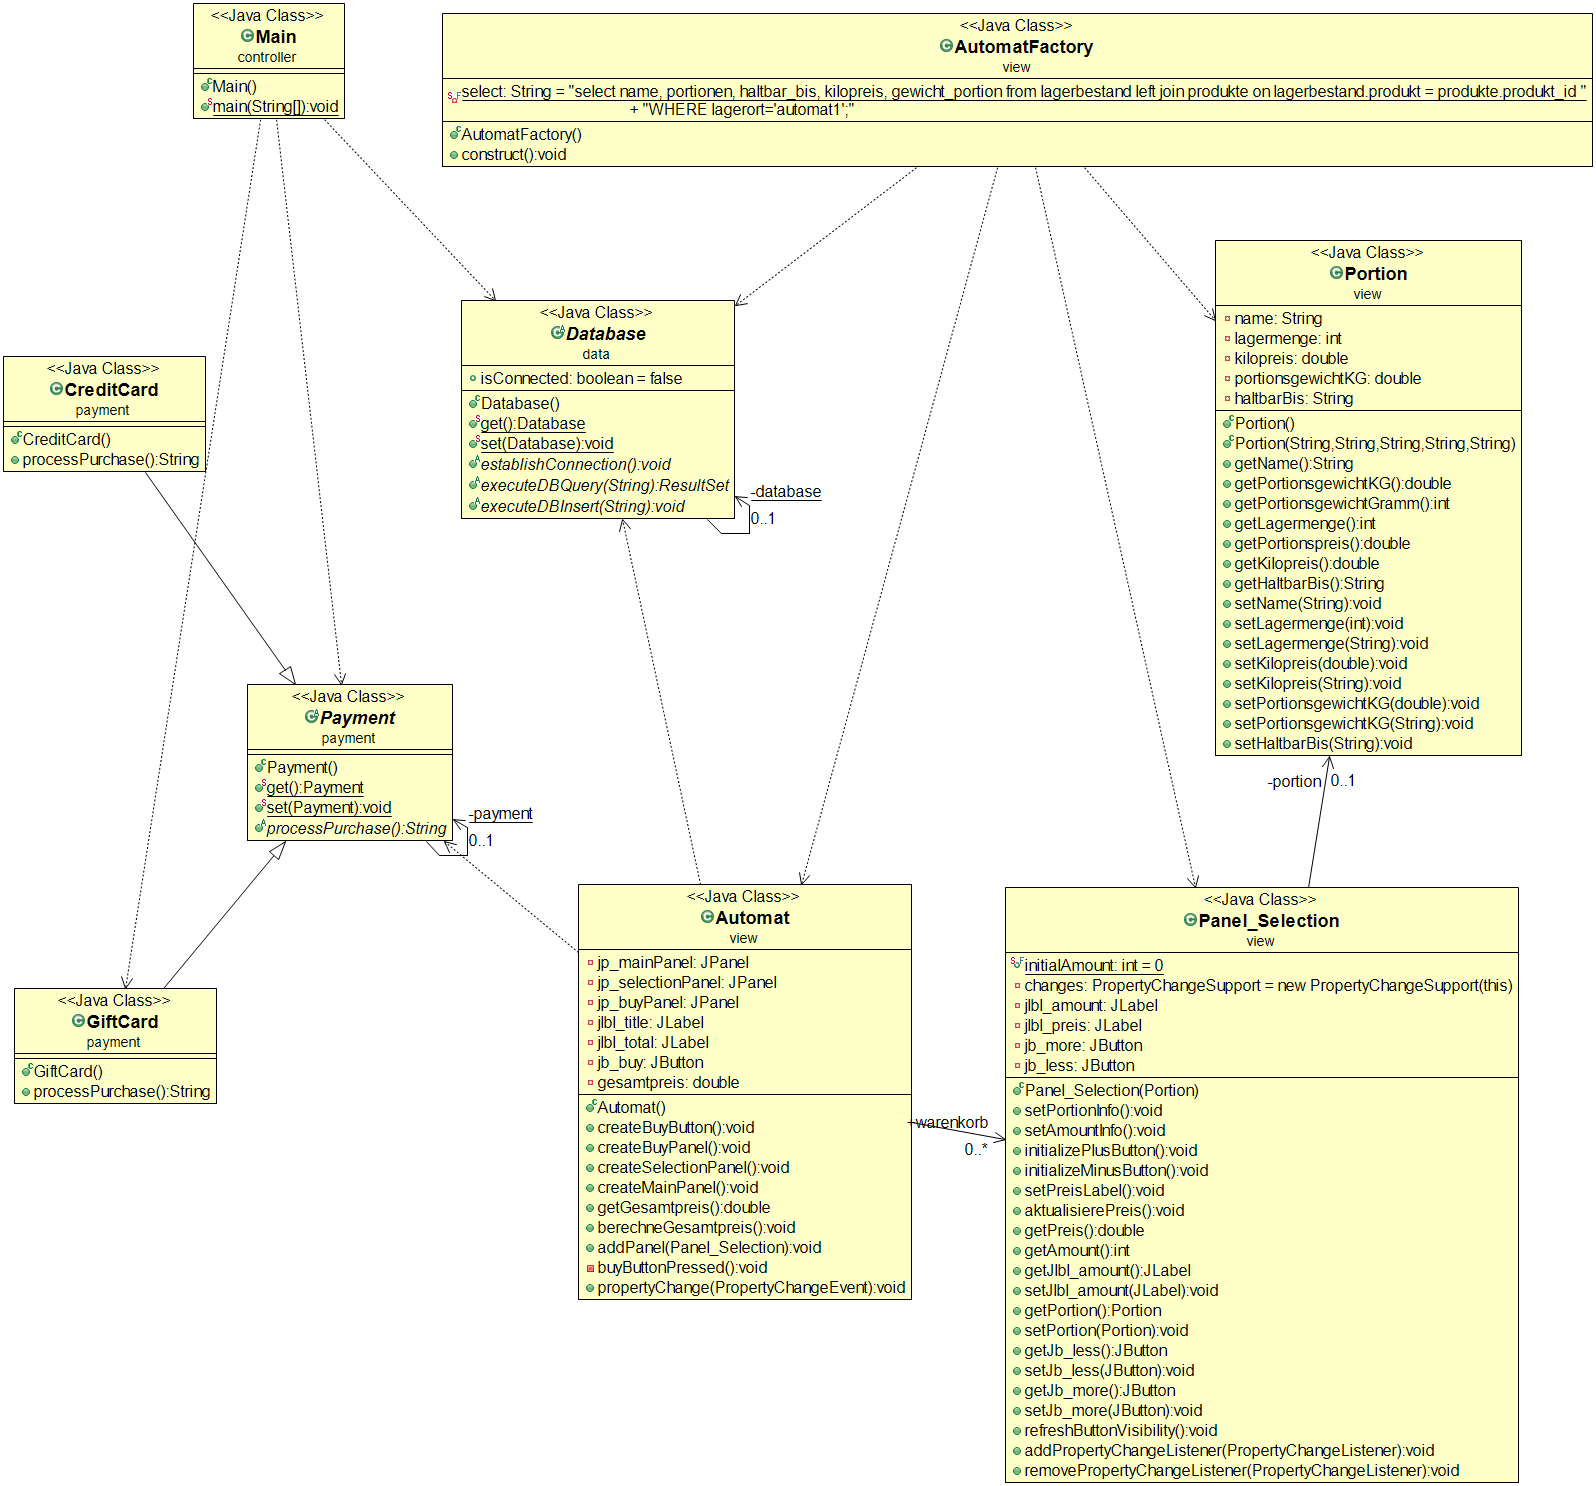 <<Java Class>>
Main
controller
Main()
main(String[]):void
<<Java Class>>
AutomatFactory
view
select: String = "select name, portionen, haltbar_bis, kilopreis, gewicht_portion from lagerbestand left join produkte on lagerbestand.produkt = produkte.produkt_id "
+ "WHERE lagerort='automat1';"
AutomatFactory()
construct():void
<<Java Class>>
Portion
view
name: String
lagermenge: int
kilopreis: double
portionsgewichtKG: double
haltbarBis: String
Portion()
Portion(String,String,String,String,String)
getName():String
getPortionsgewichtKG():double
getPortionsgewichtGramm():int
getLagermenge():int
getPortionspreis():double
getKilopreis():double
getHaltbarBis():String
setName(String):void
setLagermenge(int):void
setLagermenge(String):void
setKilopreis(double):void
setKilopreis(String):void
setPortionsgewichtKG(double):void
setPortionsgewichtKG(String):void
setHaltbarBis(String):void
<<Java Class>>
Database
data
isConnected: boolean = false
Database()
get():Database
set(Database):void
establishConnection():void
executeDBQuery(String):ResultSet
executeDBInsert(String):void
-database
0..1
<<Java Class>>
CreditCard
payment
CreditCard()
processPurchase():String
<<Java Class>>
Payment
payment
Payment()
get():Payment
set(Payment):void
processPurchase():String
-payment
0..1
-portion
0..1
<<Java Class>>
GiftCard
payment
GiftCard()
processPurchase():String
<<Java Class>>
Automat
view
jp_mainPanel: JPanel
jp_selectionPanel: JPanel
jp_buyPanel: JPanel
jlbl_title: JLabel
jlbl_total: JLabel
jb_buy: JButton
gesamtpreis: double
Automat()
createBuyButton():void
createBuyPanel():void
createSelectionPanel():void
createMainPanel():void
getGesamtpreis():double
berechneGesamtpreis():void
addPanel(Panel_Selection):void
buyButtonPressed():void
propertyChange(PropertyChangeEvent):void
+warenkorb
0..*
<<Java Class>>
Panel_Selection
view
initialAmount: int = 0
changes: PropertyChangeSupport = new PropertyChangeSupport(this)
jlbl_amount: JLabel
jlbl_preis: JLabel
jb_more: JButton
jb_less: JButton
Panel_Selection(Portion)
setPortionInfo():void
setAmountInfo():void
initializePlusButton():void
initializeMinusButton():void
setPreisLabel():void
aktualisierePreis():void
getPreis():double
getAmount():int
getJlbl_amount():JLabel
setJlbl_amount(JLabel):void
getPortion():Portion
setPortion(Portion):void
getJb_less():JButton
setJb_less(JButton):void
getJb_more():JButton
setJb_more(JButton):void
refreshButtonVisibility():void
addPropertyChangeListener(PropertyChangeListener):void
removePropertyChangeListener(PropertyChangeListener):void